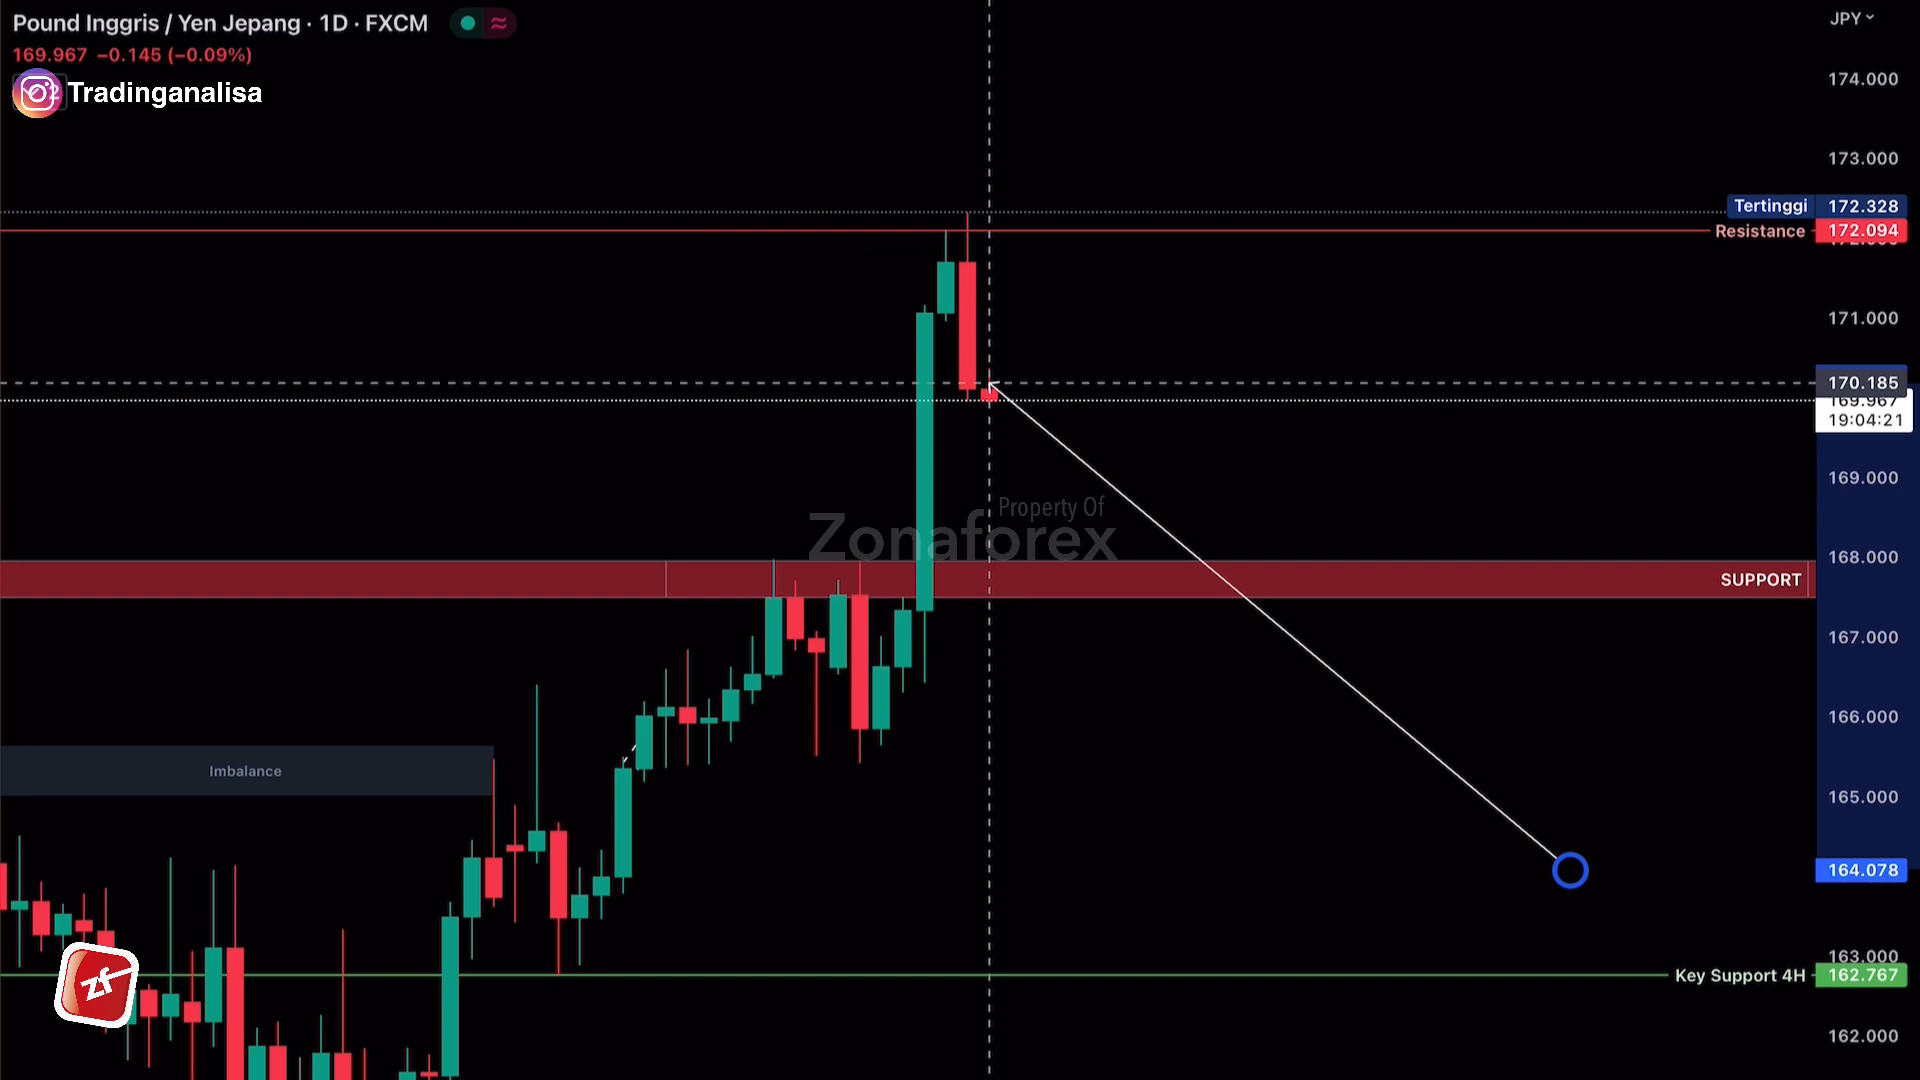 Pound Inggris / Yen Jepang · 1D · FXCM
JPY
169.967 −0.145 (−0.09%)
Tradinganalisa
174.000
173.000
Tertinggi 172.328
Resistance 172.094
171.000
170.185
169.967
19:04:21
169.000
Property Of
Zonaforex
168.000
SUPPORT
167.000
166.000
Imbalance
165.000
164.078
163.000
Key Support 4H 162.767
zf
162.000